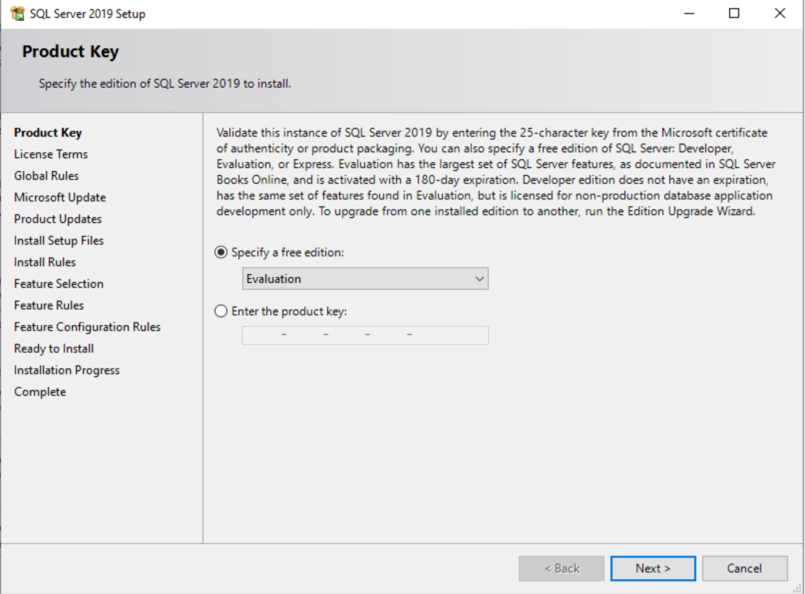 SQL Server 2019 Setup
Product Key
Specify the edition of SQL Server 2019 to install.
Product Key
License Terms
Global Rules
Microsoft Update
Product Updates
Install Setup Files
Install Rules
Feature Selection
Feature Rules
Feature Configuration Rules
Ready to Install
Installation Progress
Complete
Validate this instance of SQL Server 2019 by entering the 25-character key from the Microsoft certificate
of authenticity or product packaging. You can also specify a free edition of SQL Server: Developer,
Evaluation, or Express. Evaluation has the largest set of SQL Server features, as documented in SQL Server
Books Online, and is activated with a 180-day expiration. Developer edition does not have an expiration,
has the same set of features found in Evaluation, but is licensed for non-production database application
development only. To upgrade from one installed edition to another, run the Edition Upgrade Wizard.
Specify a free edition:
Evaluation
Enter the product key:
- - - -
< Back Next > Cancel